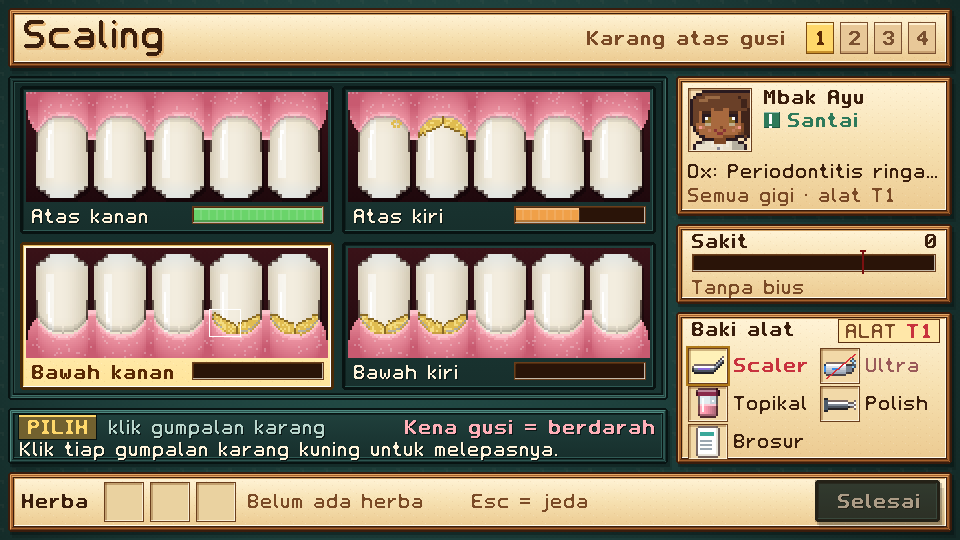 Scaling
Karang atas gusi 1 2 3 4
Atas kanan
Atas kiri
Bawah kanan
Bawah kiri
PILIH klik gumpalan karang Kena gusi = berdarah
Klik tiap gumpalan karang kuning untuk melepasnya.
Mbak Ayu
Santai
Dx: Periodontitis ringa…
Semua gigi · alat T1
Sakit 0
Tanpa bius
Baki alat ALAT T1
Scaler Ultra
Topikal Polish
Brosur
Herba Belum ada herba Esc = jeda Selesai